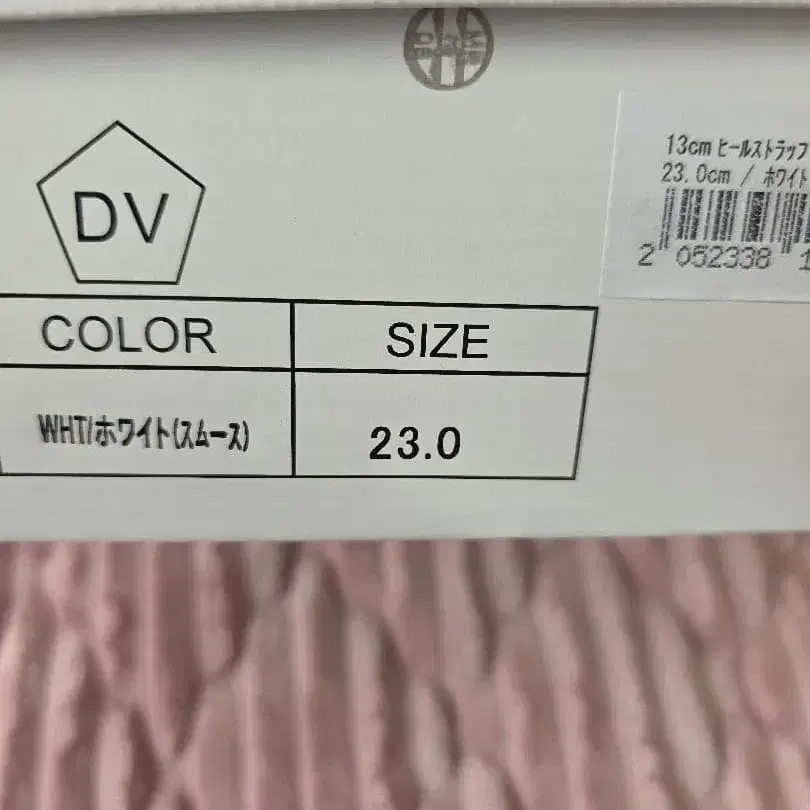 13cm ヒールストラップ
23.0cm / ホワイト
2 052338 1
DV
COLOR SIZE
WHT/ホワイト(スムース) 23.0